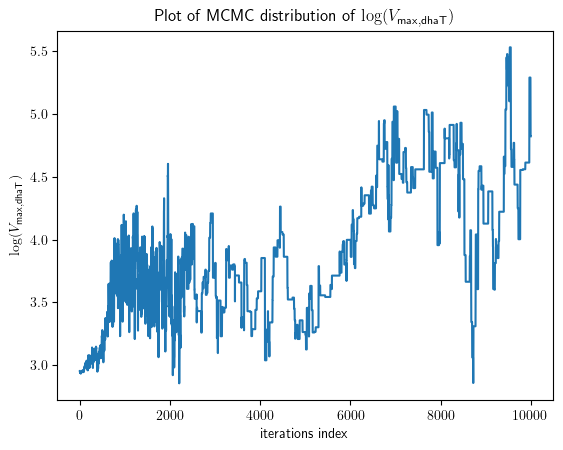 Plot of MCMC distribution of log(V_max,dhaT)
5.5
5.0
4.5
4.0
3.5
3.0
log(V_max,dhaT)
0 2000 4000 6000 8000 10000
iterations index